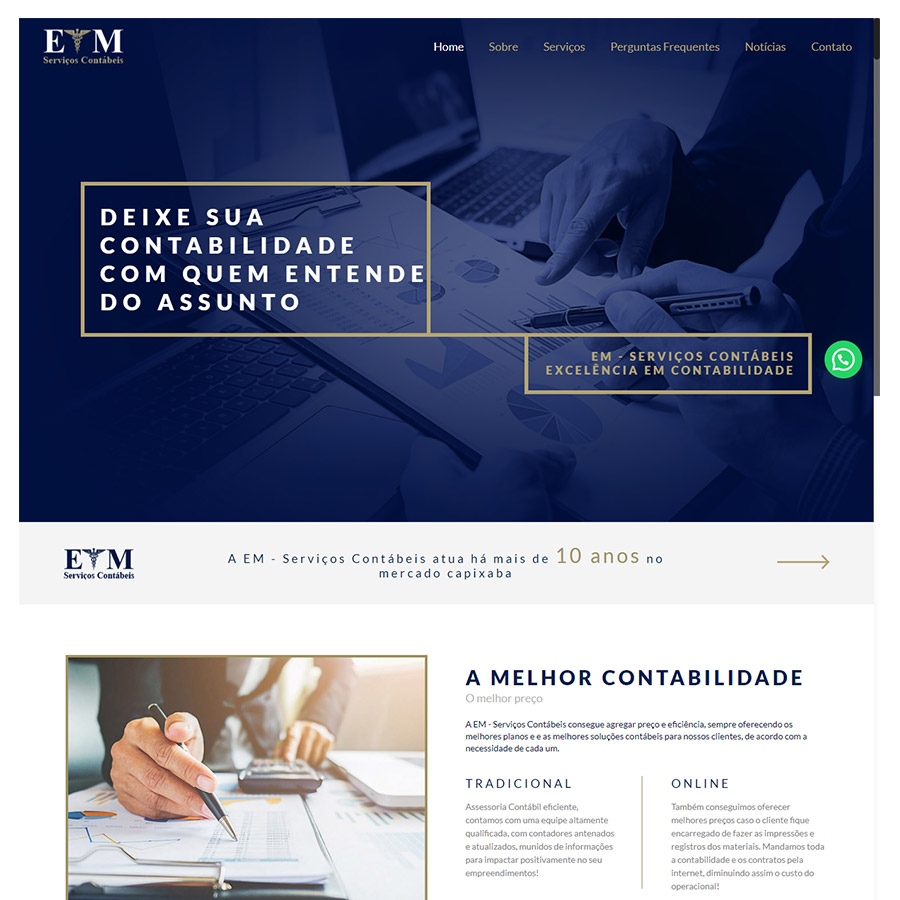 E M
Serviços Contábeis
Home Sobre Serviços Perguntas Frequentes Notícias Contato
DEIXE SUA
CONTABILIDADE
COM QUEM ENTENDE
DO ASSUNTO
EM - SERVIÇOS CONTÁBEIS
EXCELÊNCIA EM CONTABILIDADE
E M
Serviços Contábeis
A EM - Serviços Contábeis atua há mais de 10 anos no
mercado capixaba
A MELHOR CONTABILIDADE
O melhor preço
A EM - Serviços Contábeis consegue agregar preço e eficiência, sempre oferecendo os
melhores planos e e as melhores soluções contábeis para nossos clientes, de acordo com a
necessidade de cada um.
TRADICIONAL
Assessoria Contábil eficiente,
contamos com uma equipe altamente
qualificada, com contadores antenados
e atualizados, munidos de informações
para impactar positivamente no seu
empreendimentos!
ONLINE
Também conseguimos oferecer
melhores preços caso o cliente fique
encarregado de fazer as impressões e
registros dos materiais. Mandamos toda
a contabilidade e os contratos pela
internet, diminuindo assim o custo do
operacional!